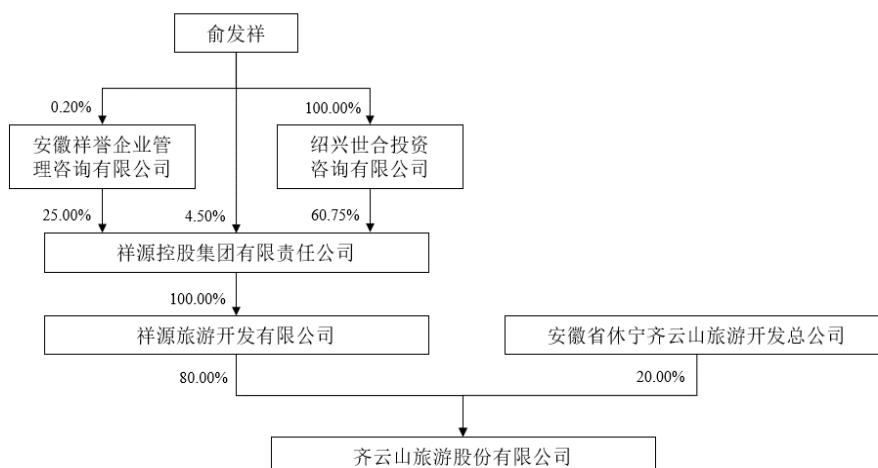 俞发祥
0.20%
100.00%
安徽祥誉企业管
理咨询有限公司
绍兴世合投资
咨询有限公司
25.00%
4.50%
60.75%
祥源控股集团有限责任公司
100.00%
祥源旅游开发有限公司
安徽省休宁齐云山旅游开发总公司
80.00%
20.00%
齐云山旅游股份有限公司